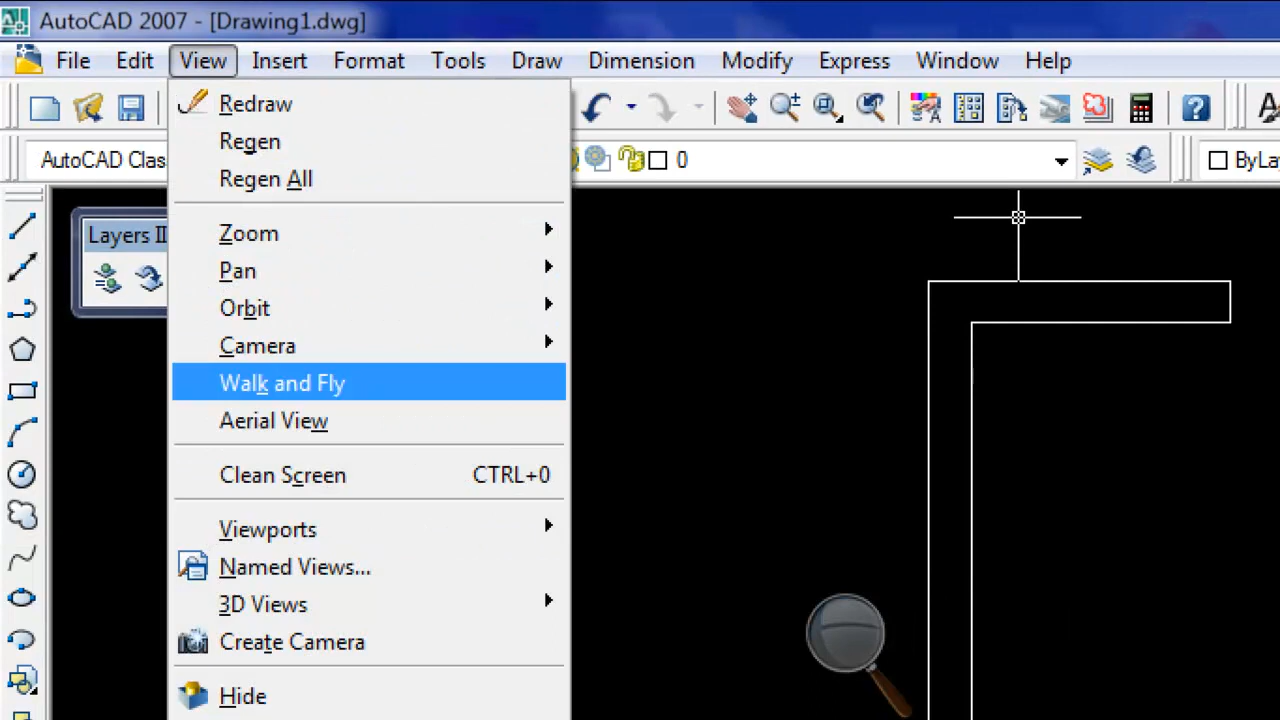 AutoCAD 2007 - [Drawing1.dwg]
File Edit View Insert Format Tools Draw Dimension Modify Express Window Help
Redraw
AutoCAD Clas
0
ByLa
Regen
Regen All
Layers II
Zoom
Pan
Orbit
Camera
Walk and Fly
Aerial View
Clean Screen CTRL+0
Viewports
Named Views...
3D Views
Create Camera
Hide